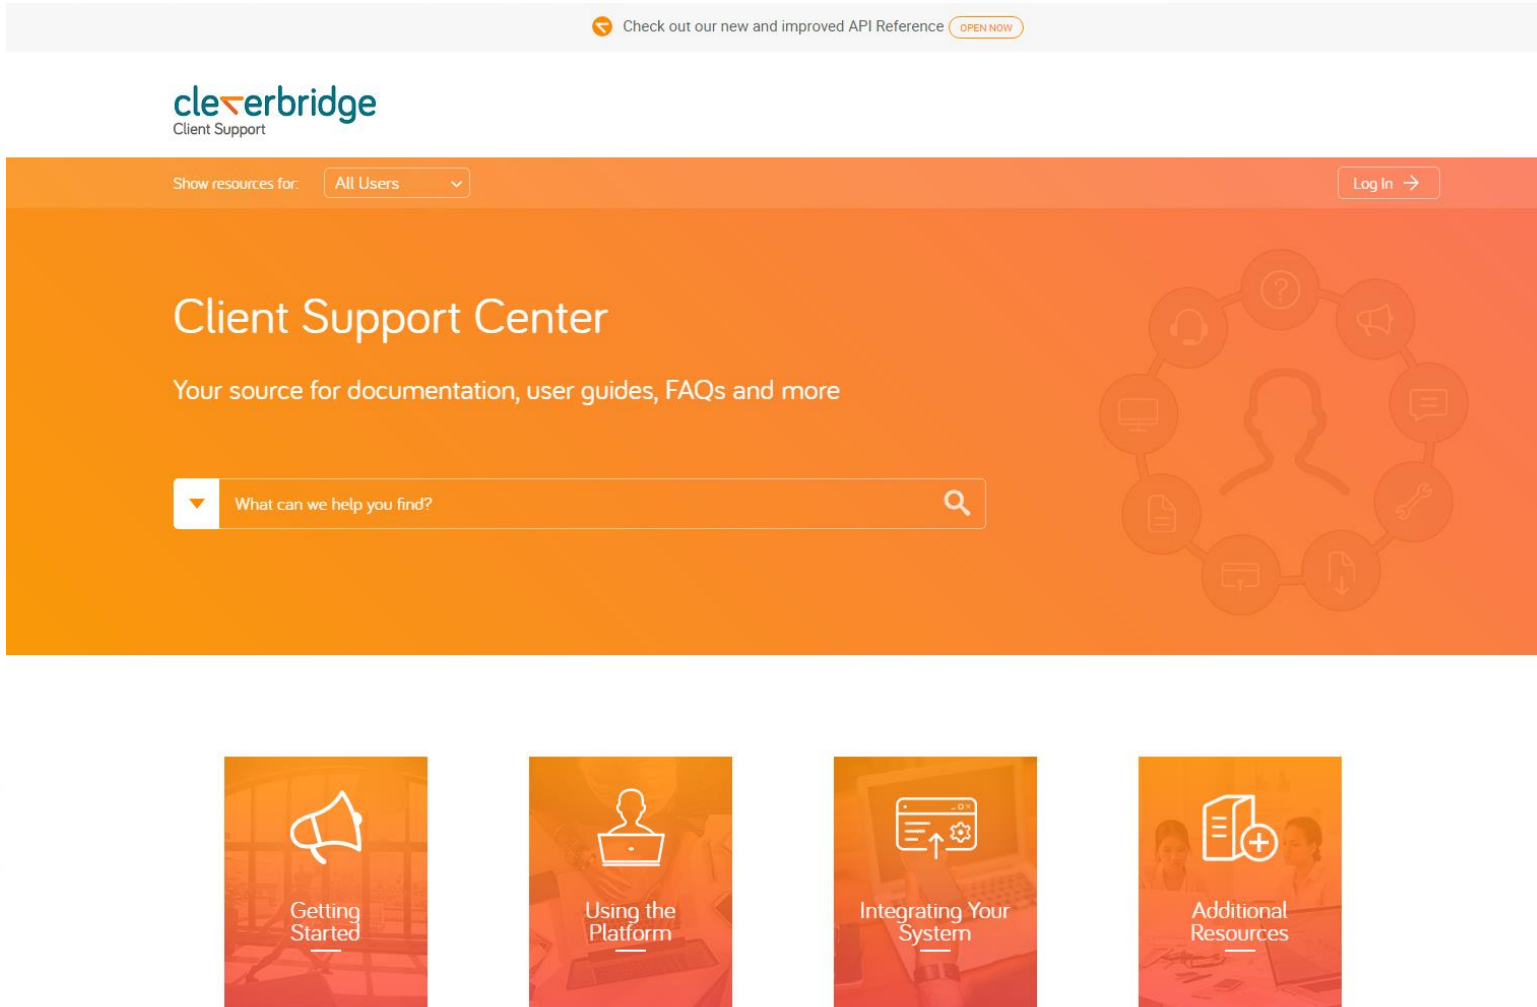 Check out our new and improved API Reference OPEN NOW
cleverbridge
Client Support
Show resources for: All Users Log In
Client Support Center
Your source for documentation, user guides, FAQs and more
What can we help you find?
Getting
Started
Using the
Platform
Integrating Your
System
Additional
Resources